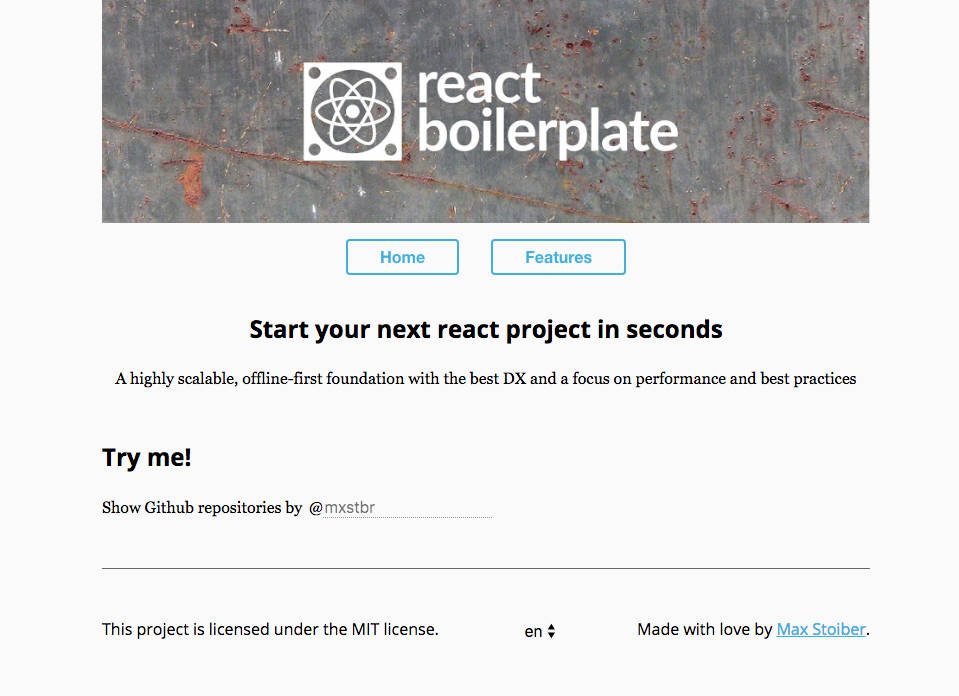 react
boilerplate
Home
Features
Start your next react project in seconds
A highly scalable, offline-first foundation with the best DX and a focus on performance and best practices
Try me!
Show Github repositories by @mxstbr
This project is licensed under the MIT license.
en
Made with love by Max Stoiber.